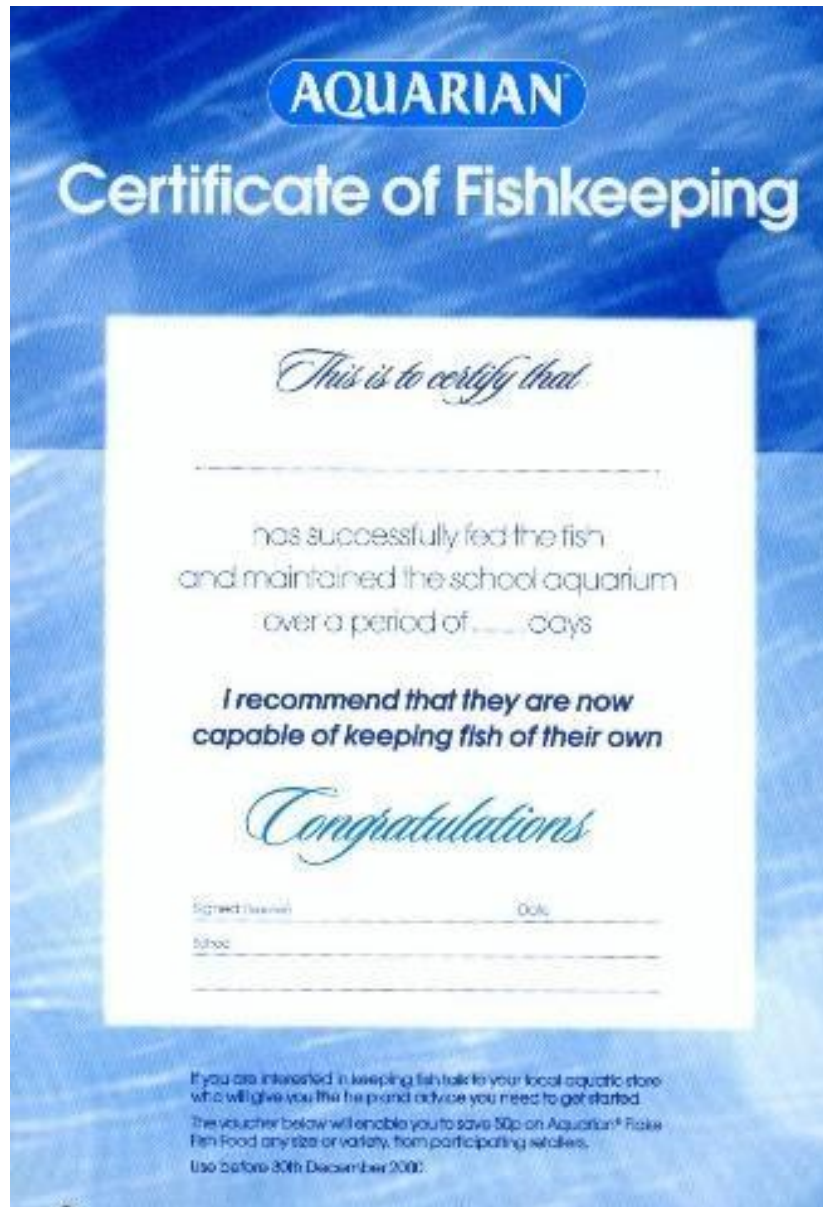 AQUARIAN
Certificate of Fishkeeping
This is to certify that
has successfully fed the fish
and maintained the school aquarium
over a period of ........ days
I recommend that they are now
capable of keeping fish of their own
Congratulations
Signed (Teacher) Date
School
If you are interested in keeping fish talk to your local aquatic store
who will give you the help and advice you need to get started.
The voucher below will enable you to save 50p on Aquarian® Flake
Fish Food any size or variety, from participating retailers.
Use before 30th December 2000